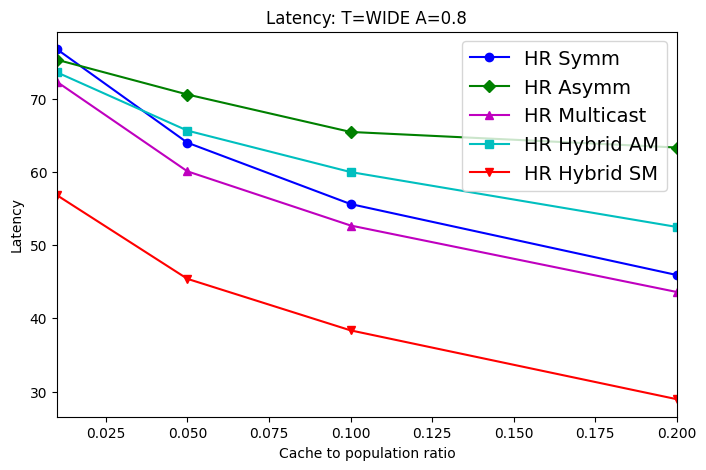 Latency: T=WIDE A=0.8
HR Symm
HR Asymm
HR Multicast
HR Hybrid AM
HR Hybrid SM
Latency
70
60
50
40
30
0.025 0.050 0.075 0.100 0.125 0.150 0.175 0.200
Cache to population ratio